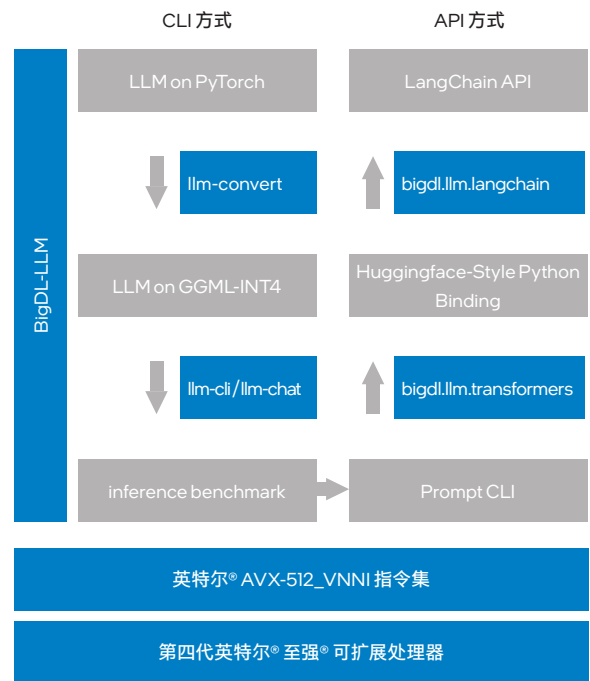 CLI 方式
API 方式
BigDL-LLM
LLM on PyTorch
LangChain API
llm-convert
bigdl.llm.langchain
LLM on GGML-INT4
Huggingface-Style Python
Binding
llm-cli/llm-chat
bigdl.llm.transformers
inference benchmark
Prompt CLI
英特尔® AVX-512_VNNI 指令集
第四代英特尔® 至强® 可扩展处理器